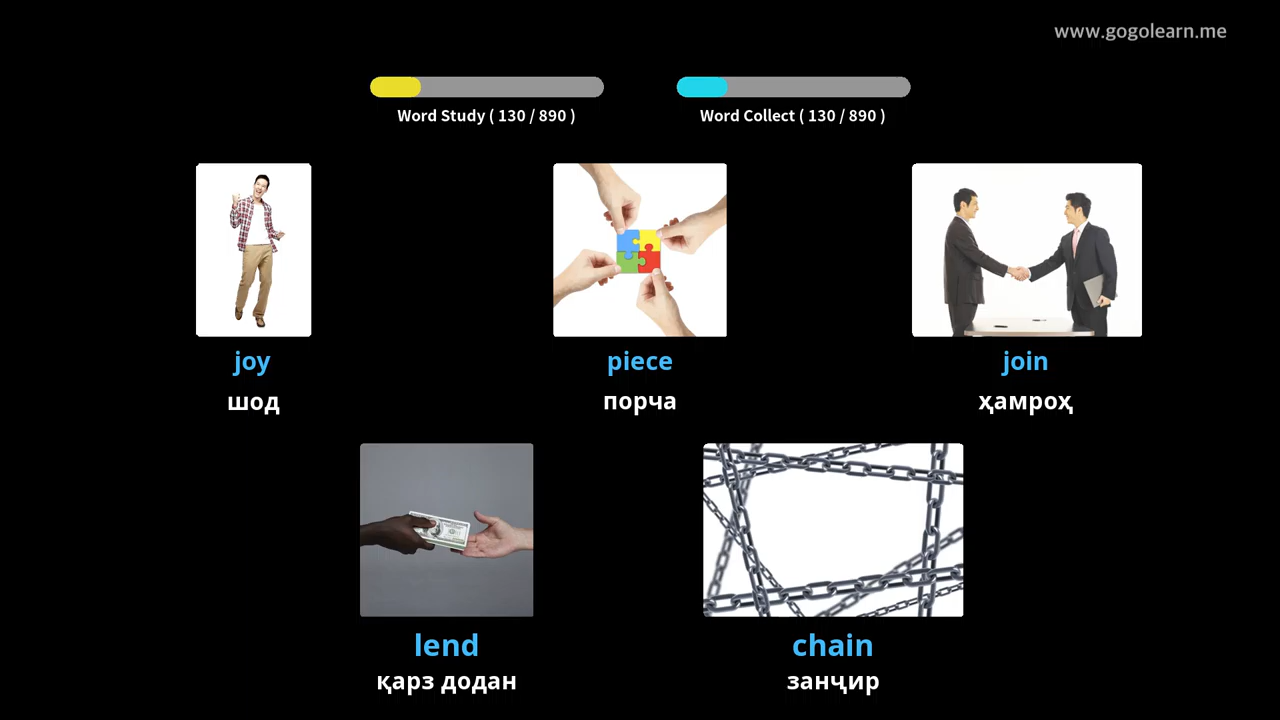 www.gogolearn.me
Word Study ( 130 / 890 )
Word Collect ( 130 / 890 )
joy
piece
join
шод
порча
ҳамроҳ
lend
chain
қарз додан
занҷир